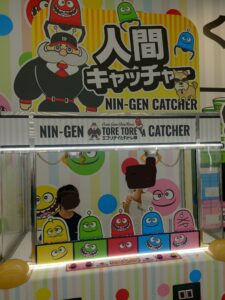 人間
キャッチャー
NIN-GEN CATCHER
NIN-GEN TORE TORE CATCHER